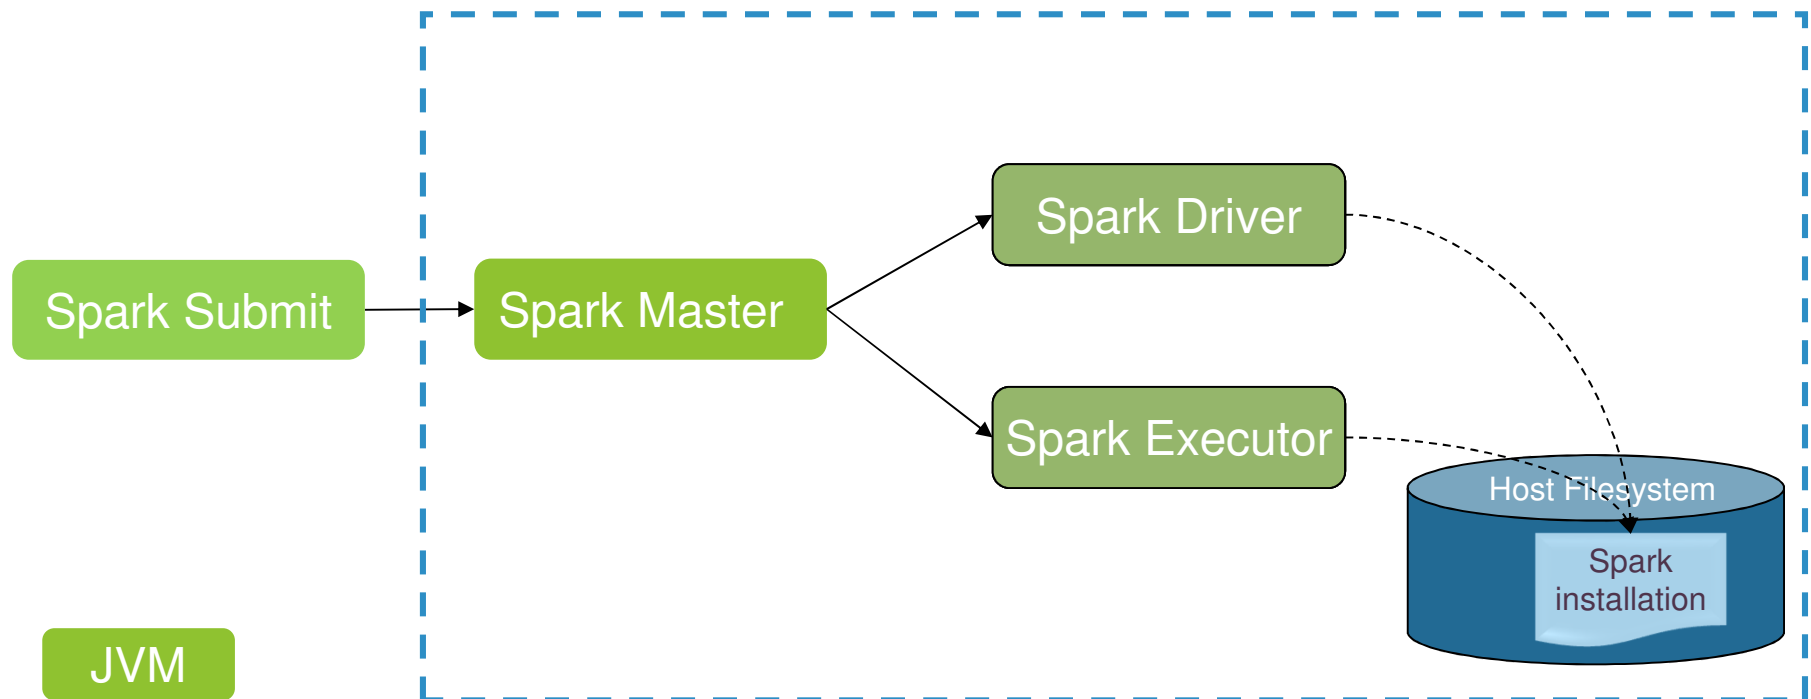 Spark Driver
Spark Submit
Spark Master
Spark Executor
Host Filesystem
Spark
installation
JVM